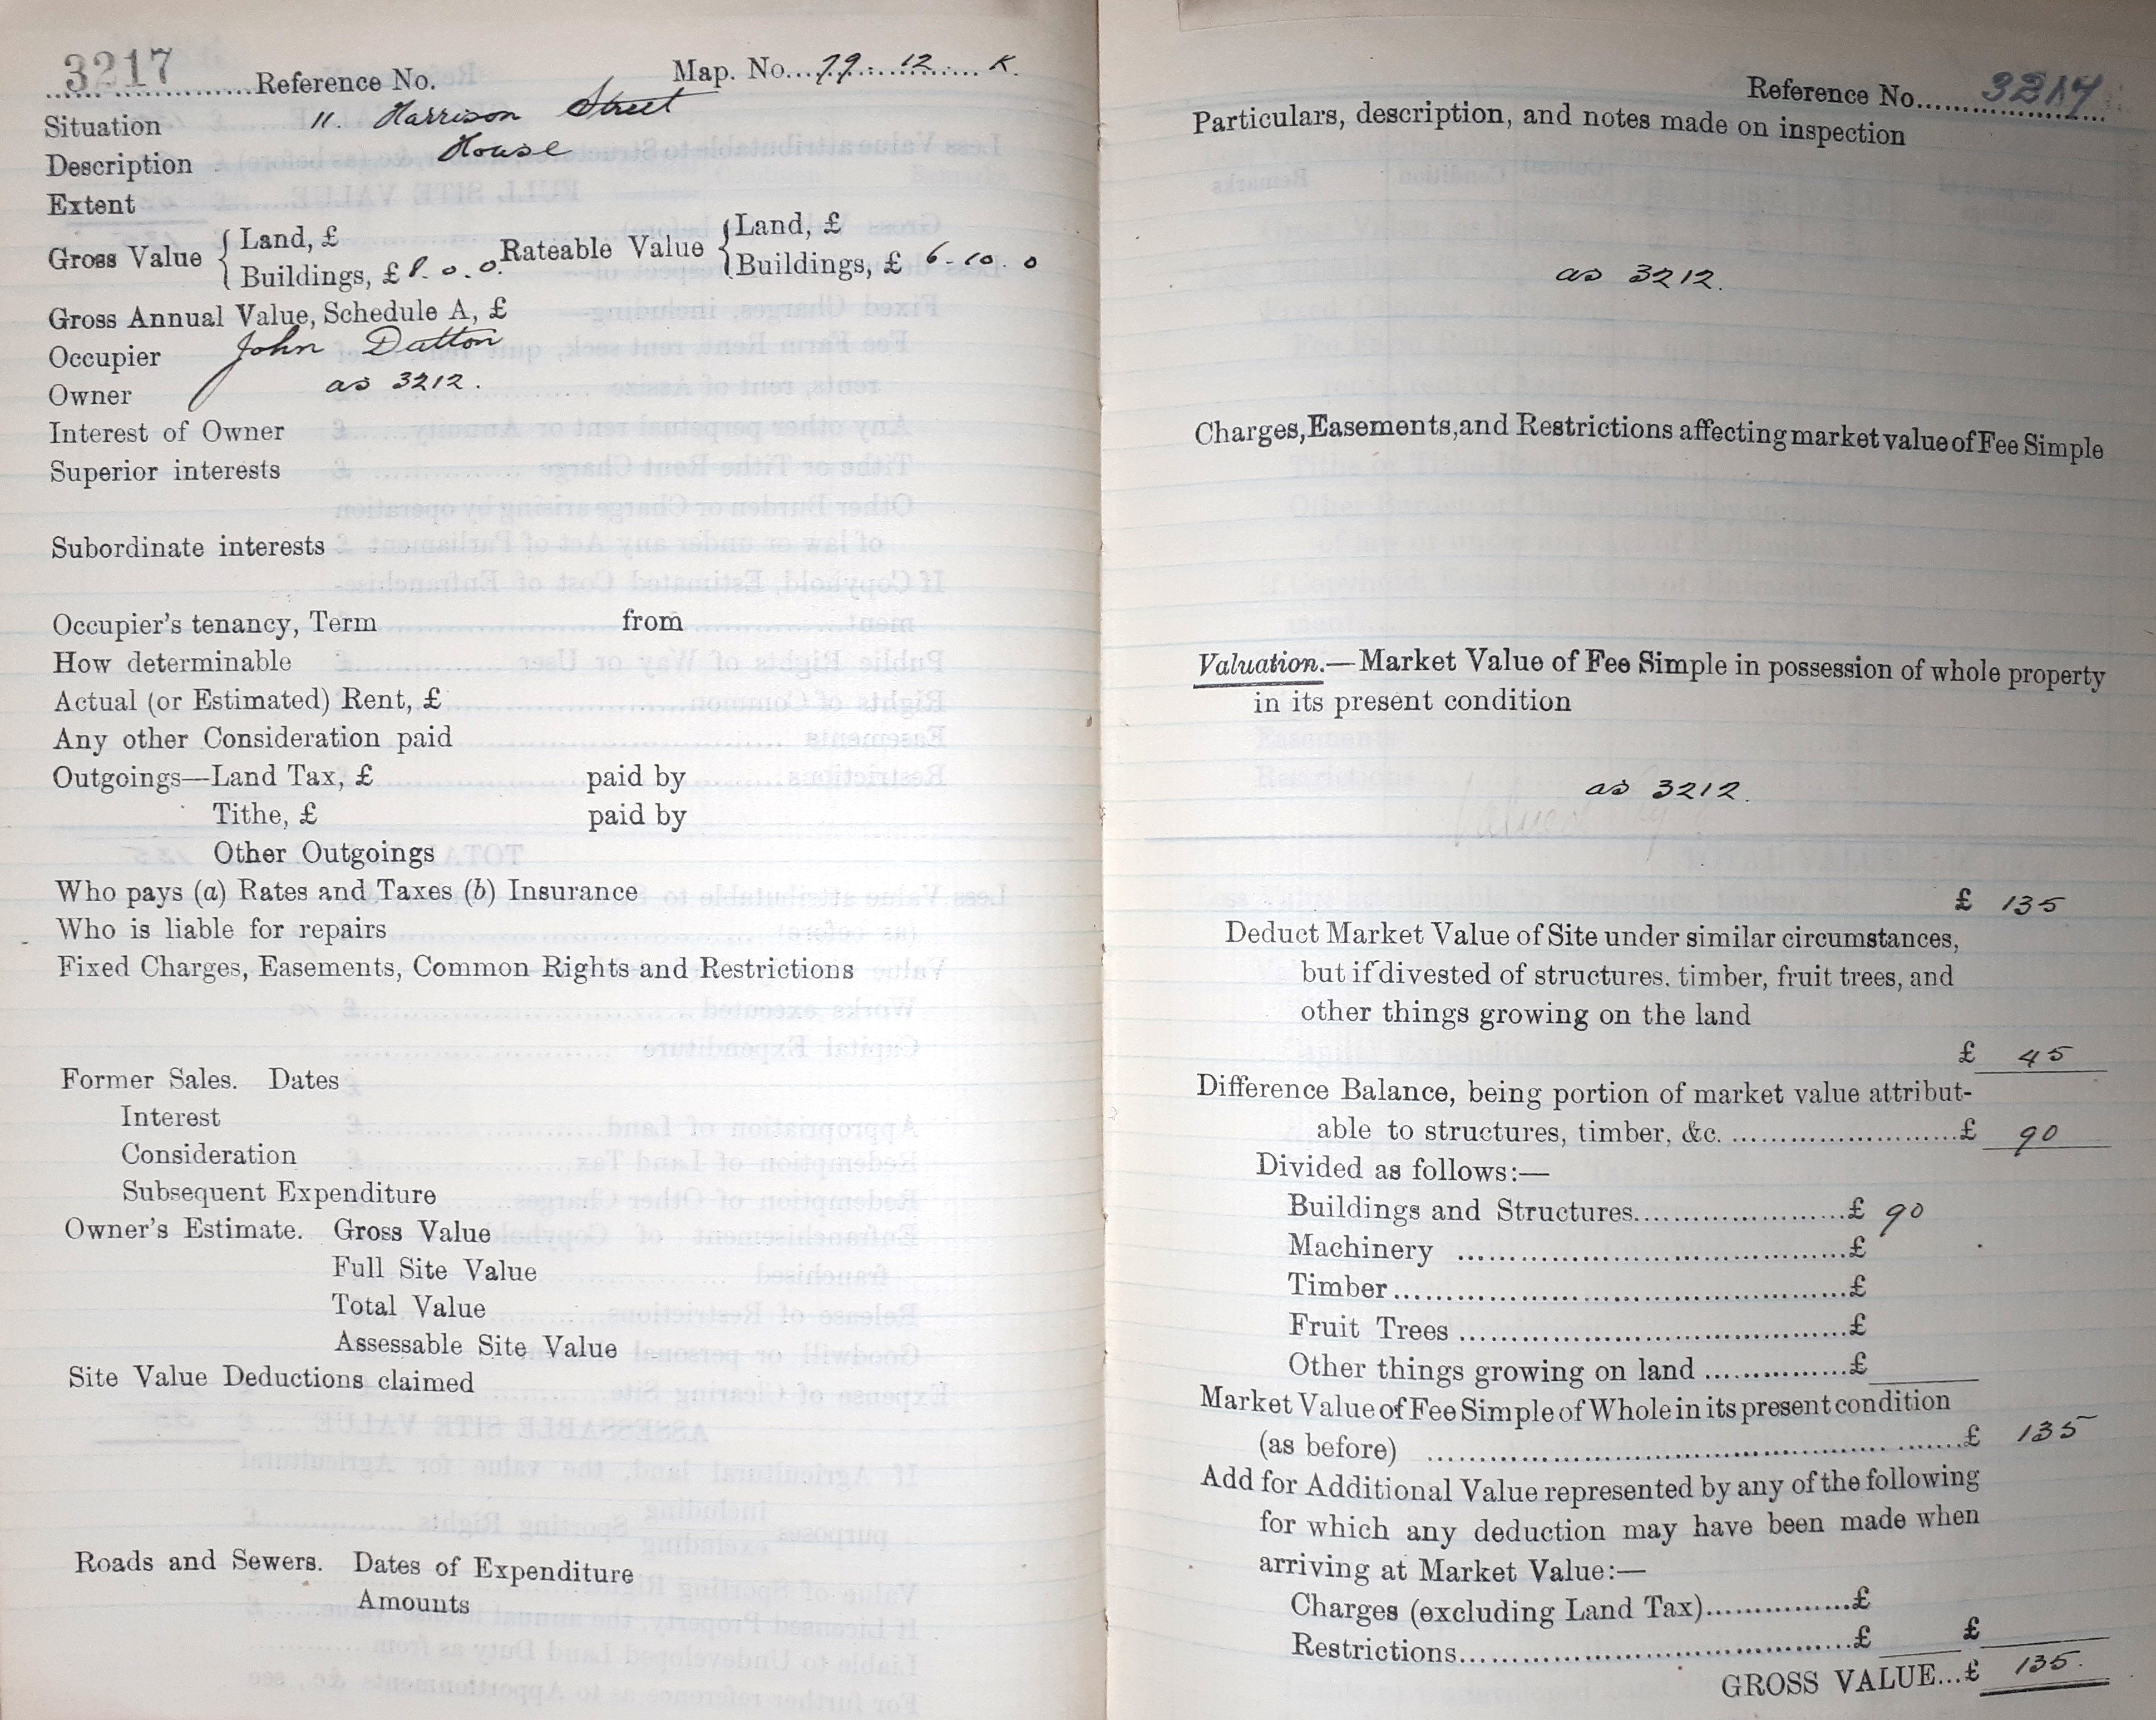 3217
Reference No. Map. No. 79. 12. K.
Situation 11. Harrison Street
Description House
Extent
Gross Value { Land, £ Rateable Value { Land, £
Buildings, £ 8. 0. 0. Buildings, £ 6. 10. 0
Gross Annual Value, Schedule A, £
Occupier John Dutton
Owner as 3212.
Interest of Owner
Superior interests
Subordinate interests
Occupier's tenancy, Term from
How determinable
Actual (or Estimated) Rent, £
Any other Consideration paid
Outgoings—Land Tax, £ paid by
Tithe, £ paid by
Other Outgoings
Who pays (a) Rates and Taxes (b) Insurance
Who is liable for repairs
Fixed Charges, Easements, Common Rights and Restrictions
Former Sales. Dates
Interest
Consideration
Subsequent Expenditure
Owner's Estimate. Gross Value
Full Site Value
Total Value
Assessable Site Value
Site Value Deductions claimed
Roads and Sewers. Dates of Expenditure
Amounts
Reference No. 3217
Particulars, description, and notes made on inspection
as 3212.
Charges, Easements, and Restrictions affecting market value of Fee Simple
Valuation.—Market Value of Fee Simple in possession of whole property
in its present condition
as 3212.
£ 135
Deduct Market Value of Site under similar circumstances,
but if divested of structures, timber, fruit trees, and
other things growing on the land
£ 45
Difference Balance, being portion of market value attribut-
able to structures, timber, &c. £ 90
Divided as follows:—
Buildings and Structures £ 90
Machinery £
Timber £
Fruit Trees £
Other things growing on land £
Market Value of Fee Simple of Whole in its present condition
(as before) £ 135
Add for Additional Value represented by any of the following
for which any deduction may have been made when
arriving at Market Value:—
Charges (excluding Land Tax) £
Restrictions £ £
GROSS VALUE... £ 135.